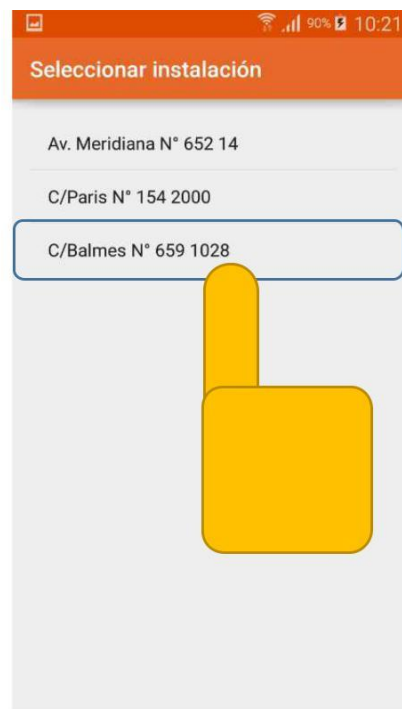 90% 10:21
Seleccionar instalación
Av. Meridiana N° 652 14
C/Paris N° 154 2000
C/Balmes N° 659 1028